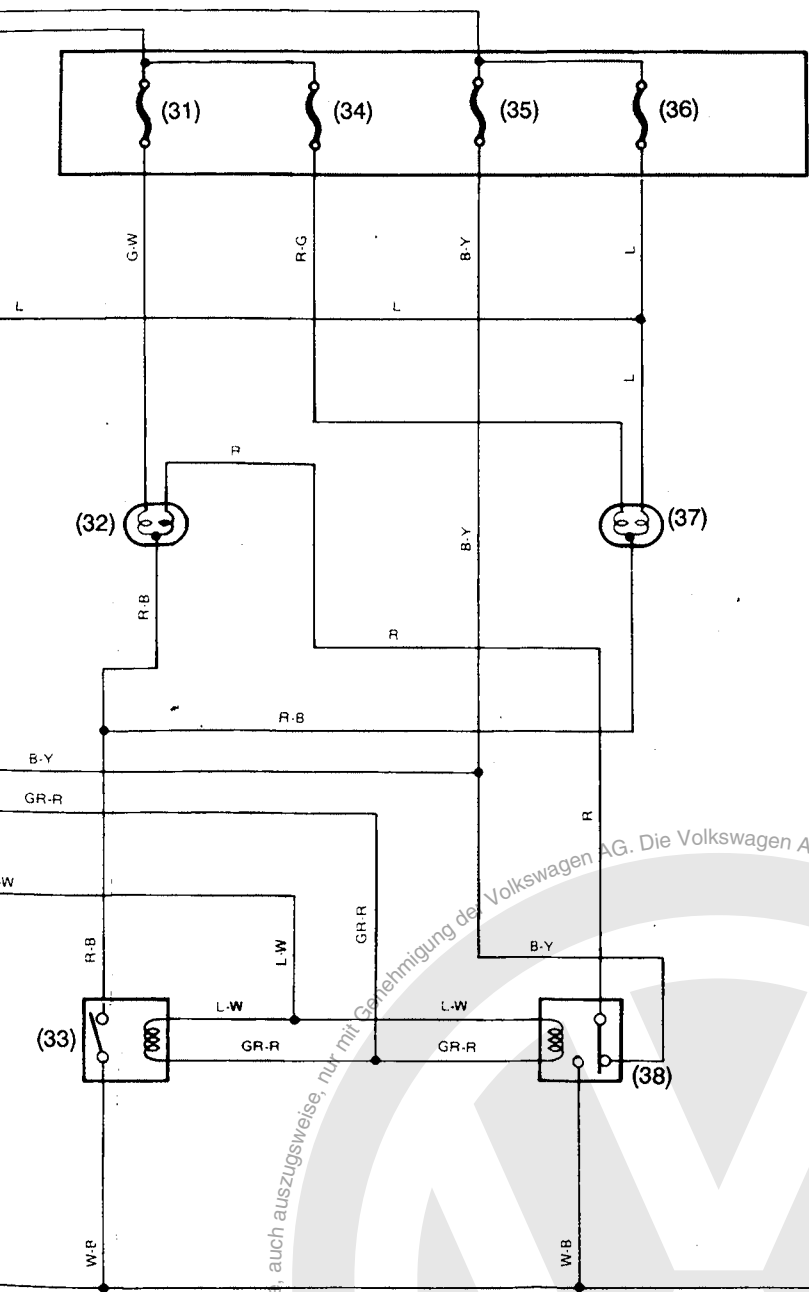 (31)
(34)
(35)
(36)
G-W
R-G
B-Y
L
L
L
L
R
(32)
(37)
B-Y
R-B
R
R-B
B-Y
GR-R
R
-W
R-B
L-W
GR-R
B-Y
L-W
L-W
(33)
GR-R
GR-R
(38)
W-B
W-B
, auch auszugsweise, nur mit Genehmigung der Volkswagen AG. Die Volkswagen A